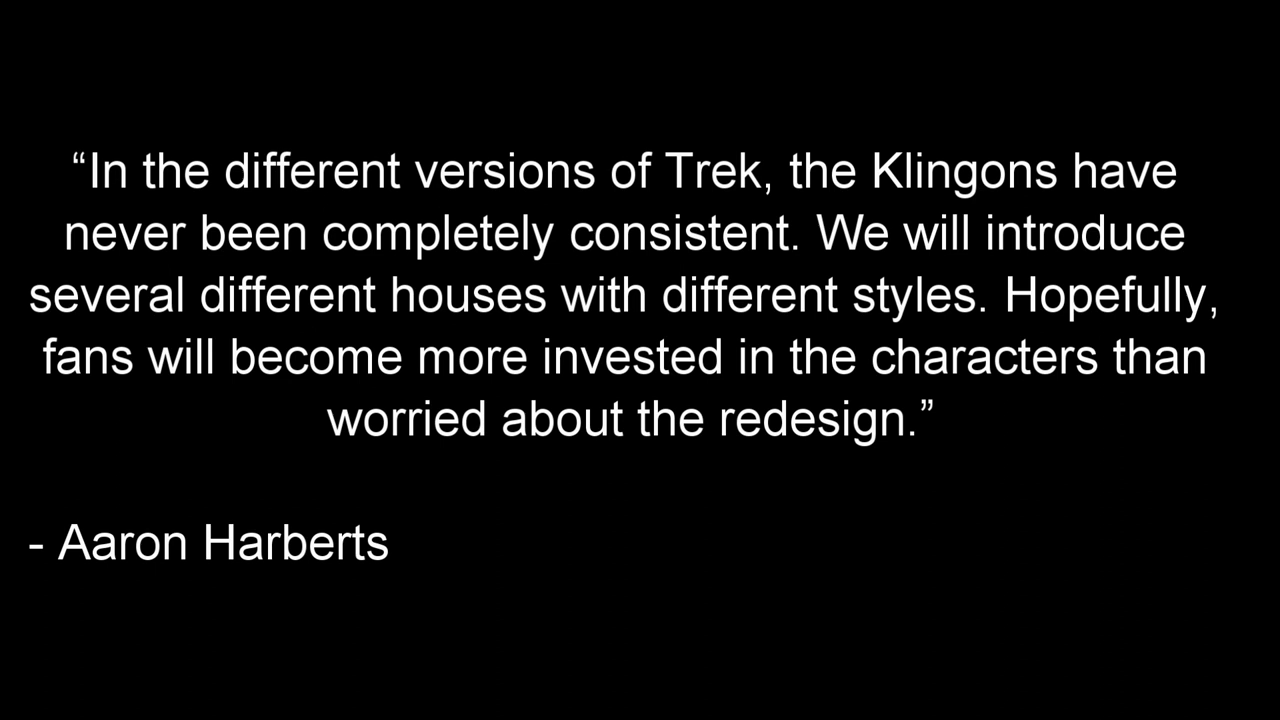 “In the different versions of Trek, the Klingons have
never been completely consistent. We will introduce
several different houses with different styles. Hopefully,
fans will become more invested in the characters than
worried about the redesign.”
- Aaron Harberts